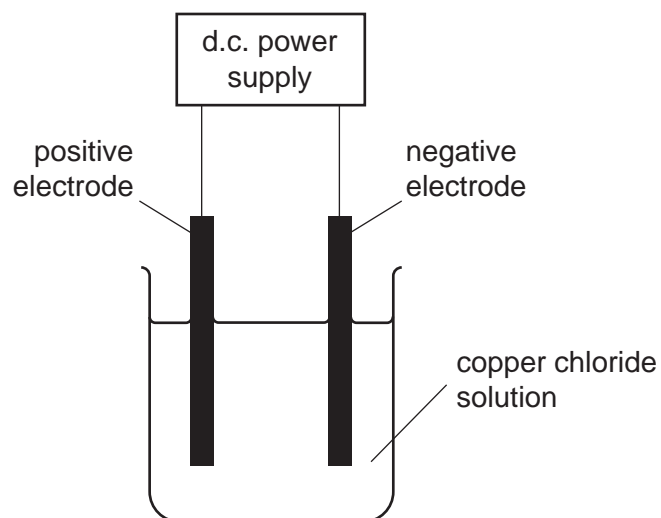 d.c. power
supply
positive
electrode
negative
electrode
copper chloride
solution